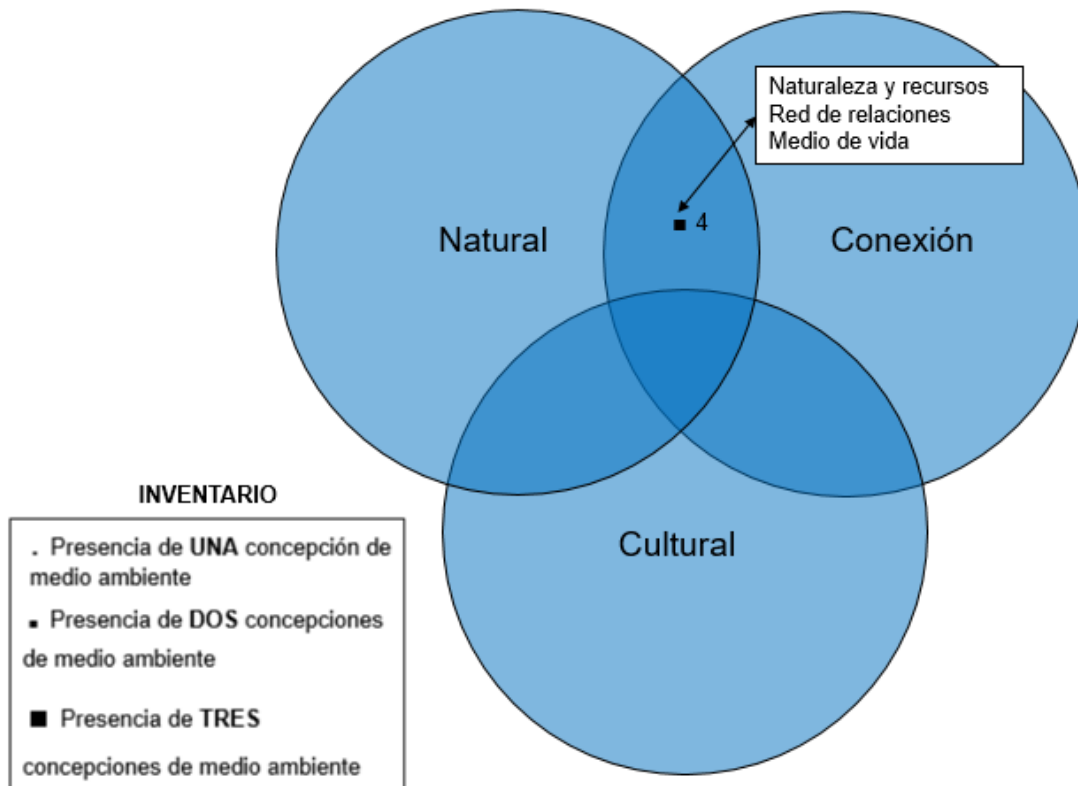 Naturaleza y recursos
Red de relaciones
Medio de vida
4
Natural
Conexión
Cultural
INVENTARIO
. Presencia de UNA concepción de
medio ambiente
▪ Presencia de DOS concepciones
de medio ambiente
■ Presencia de TRES
concepciones de medio ambiente